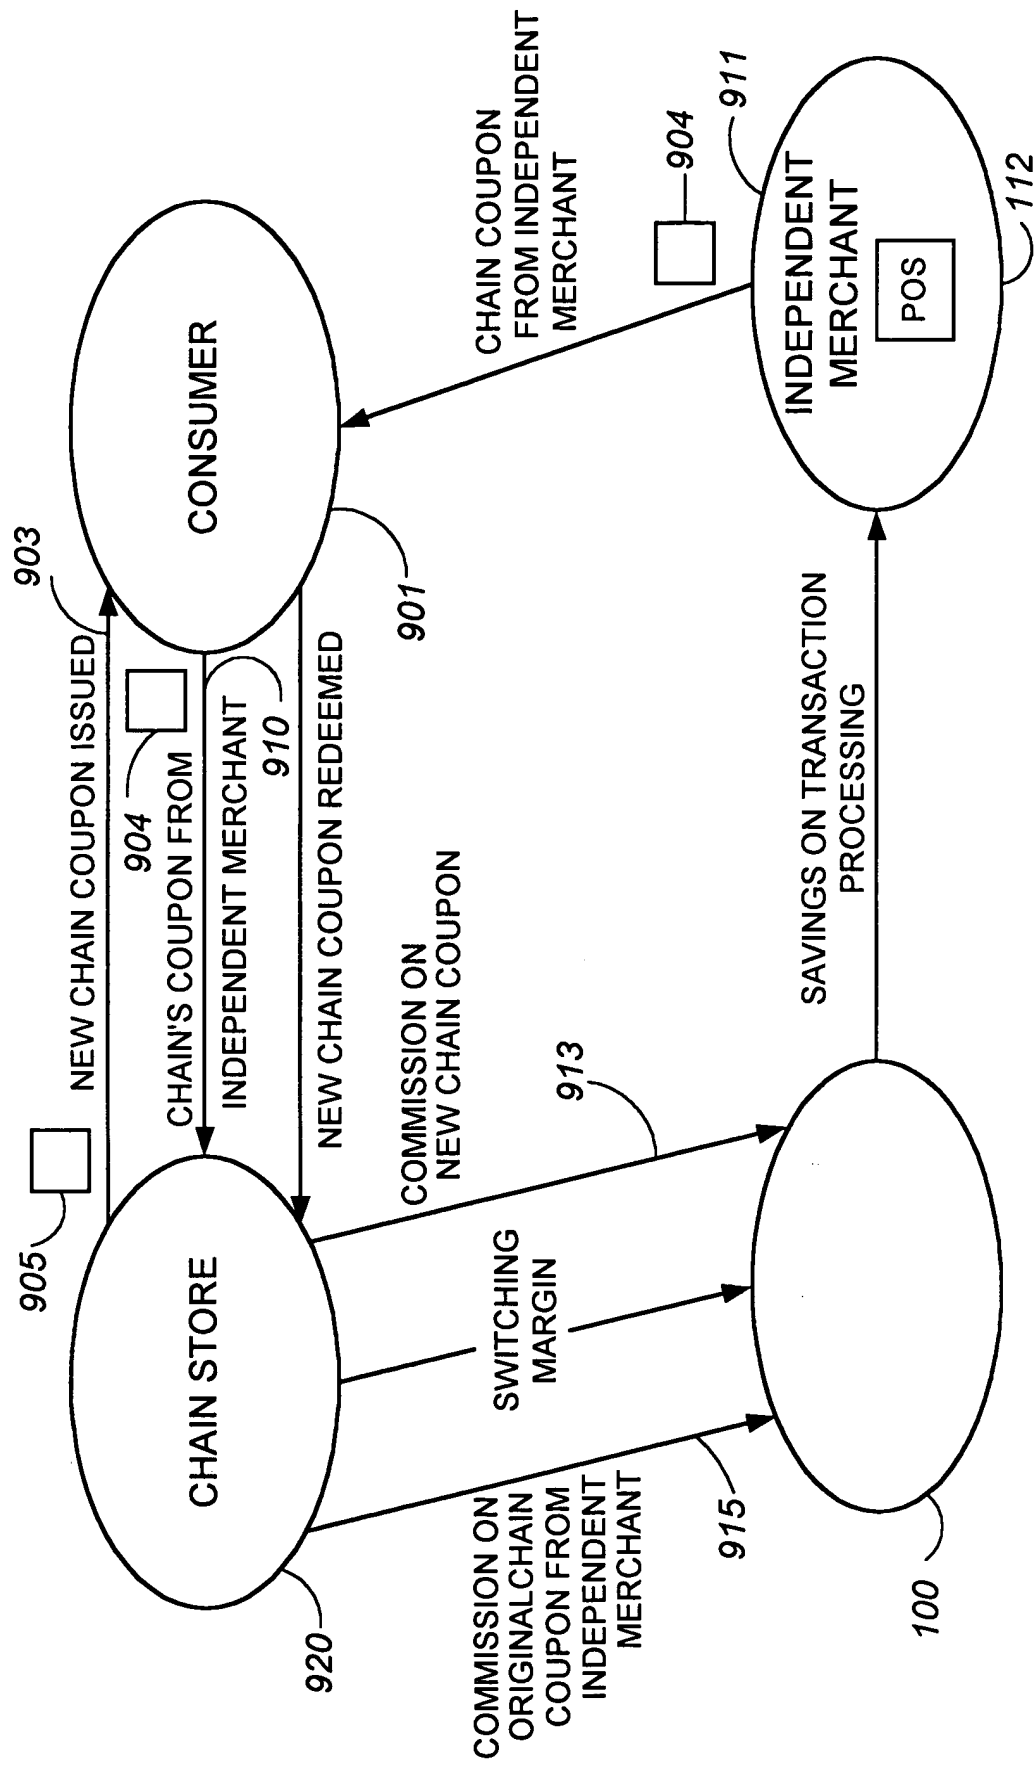 905
903
NEW CHAIN COUPON ISSUED
904
CHAIN'S COUPON FROM
INDEPENDENT MERCHANT
910
NEW CHAIN COUPON REDEEMED
CHAIN STORE
CONSUMER
920
901
COMMISSION ON
NEW CHAIN COUPON
913
SWITCHING
MARGIN
COMMISSION ON
ORIGINALCHAIN
COUPON FROM
INDEPENDENT
MERCHANT
915
CHAIN COUPON
FROM INDEPENDENT
MERCHANT
904
911
INDEPENDENT
MERCHANT
POS
112
SAVINGS ON TRANSACTION
PROCESSING
100